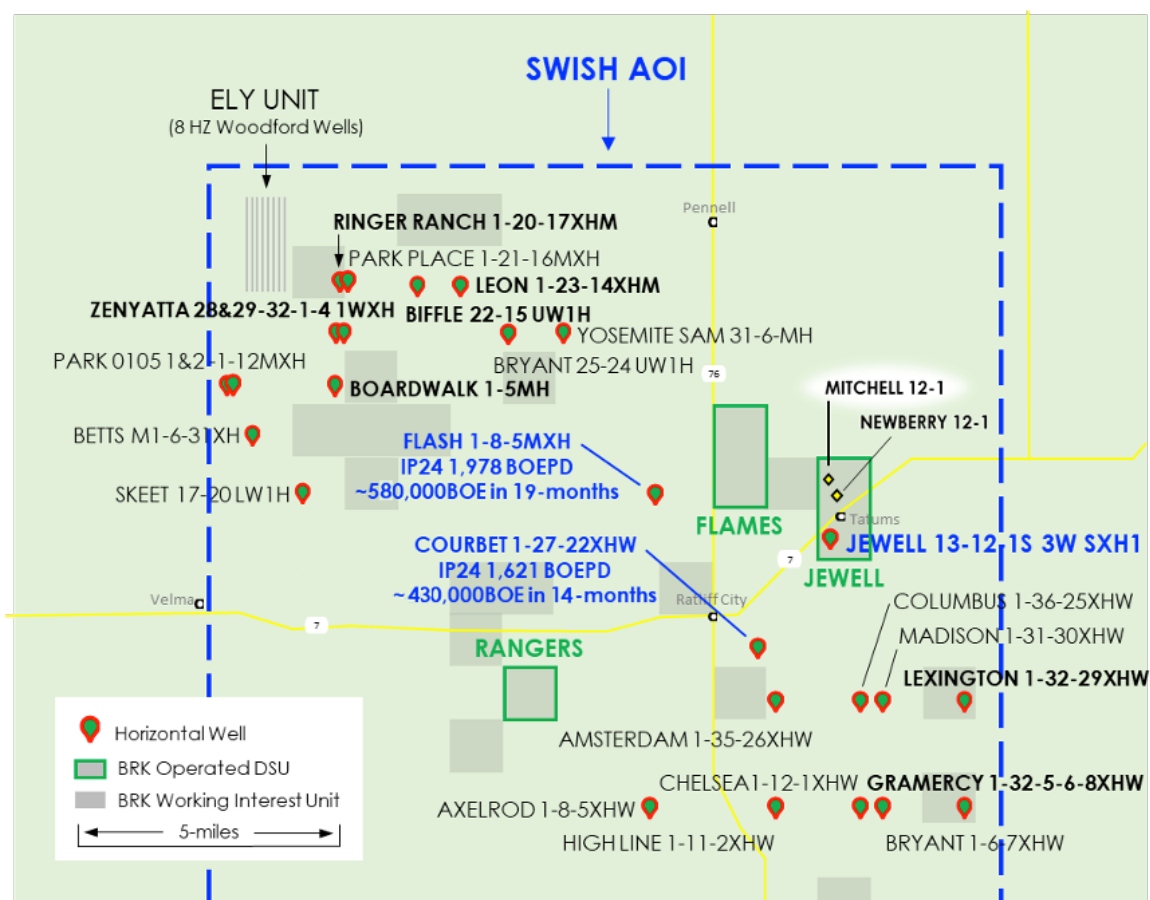 SWISH AOI
ELY UNIT
(8 HZ Woodford Wells)
Pennell
RINGER RANCH 1-20-17XHM
PARK PLACE 1-21-16MXH
LEON 1-23-14XHM
ZENYATTA 28&29-32-1-4 1WXH
BIFFLE 22-15 UW1H
YOSEMITE SAM 31-6-MH
PARK 0105 1&2-1-12MXH
BRYANT 25-24 UW1H
76
BOARDWALK 1-5MH
MITCHELL 12-1
NEWBERRY 12-1
BETTS M1-6-31XH
FLASH 1-8-5MXH
IP24 1,978 BOEPD
~580,000BOE in 19-months
SKEET 17-20 LW1H
FLAMES
Tatums
JEWELL 13-12-1S 3W SXH1
COURBET 1-27-22XHW
IP24 1,621 BOEPD
~430,000BOE in 14-months
7
JEWELL
Velma
Ratliff City
COLUMBUS 1-36-25XHW
7
MADISON 1-31-30XHW
RANGERS
LEXINGTON 1-32-29XHW
Horizontal Well
BRK Operated DSU
BRK Working Interest Unit
5-miles
AMSTERDAM 1-35-26XHW
CHELSEA1-12-1XHW
GRAMERCY 1-32-5-6-8XHW
AXELROD 1-8-5XHW
HIGH LINE 1-11-2XHW
BRYANT 1-6-7XHW